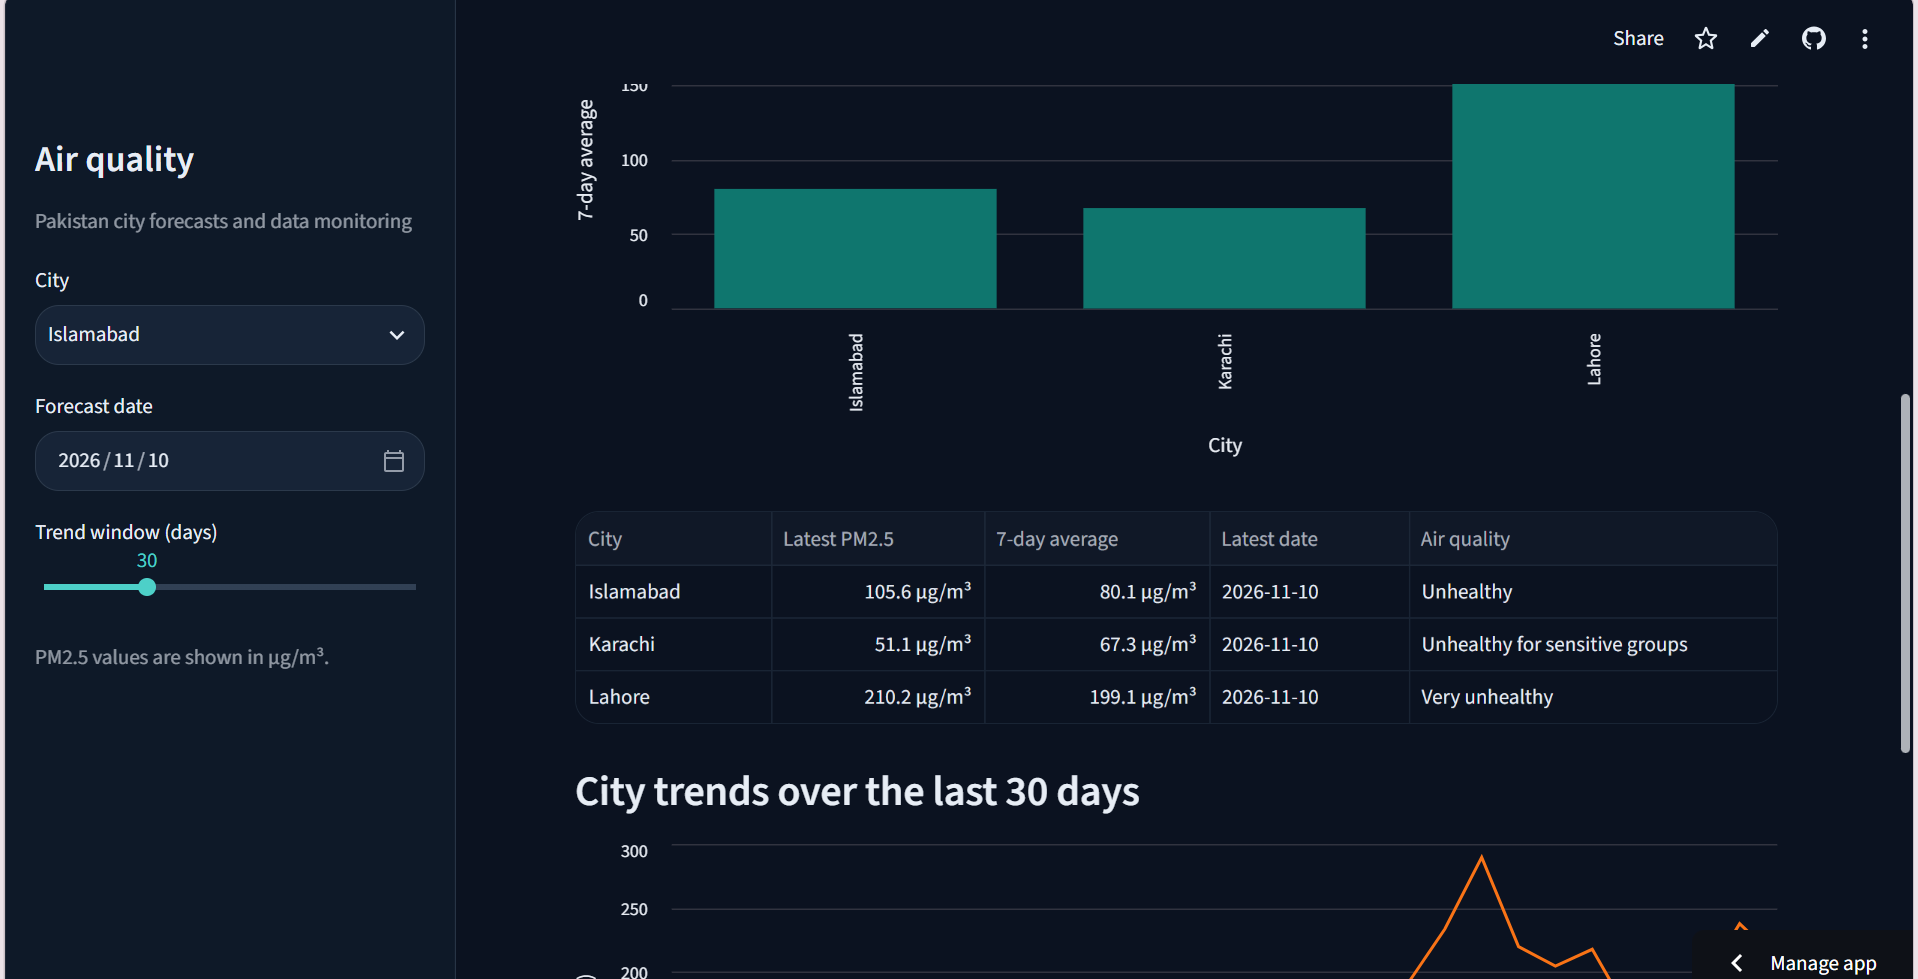 Share
Air quality
Pakistan city forecasts and data monitoring
City
Islamabad
Forecast date
2026/11/10
Trend window (days)
30
PM2.5 values are shown in µg/m³.
7-day average
150
100
50
0
Islamabad
Karachi
Lahore
City
City Latest PM2.5 7-day average Latest date Air quality
Islamabad 105.6 µg/m³ 80.1 µg/m³ 2026-11-10 Unhealthy
Karachi 51.1 µg/m³ 67.3 µg/m³ 2026-11-10 Unhealthy for sensitive groups
Lahore 210.2 µg/m³ 199.1 µg/m³ 2026-11-10 Very unhealthy
City trends over the last 30 days
300
250
200
Manage app